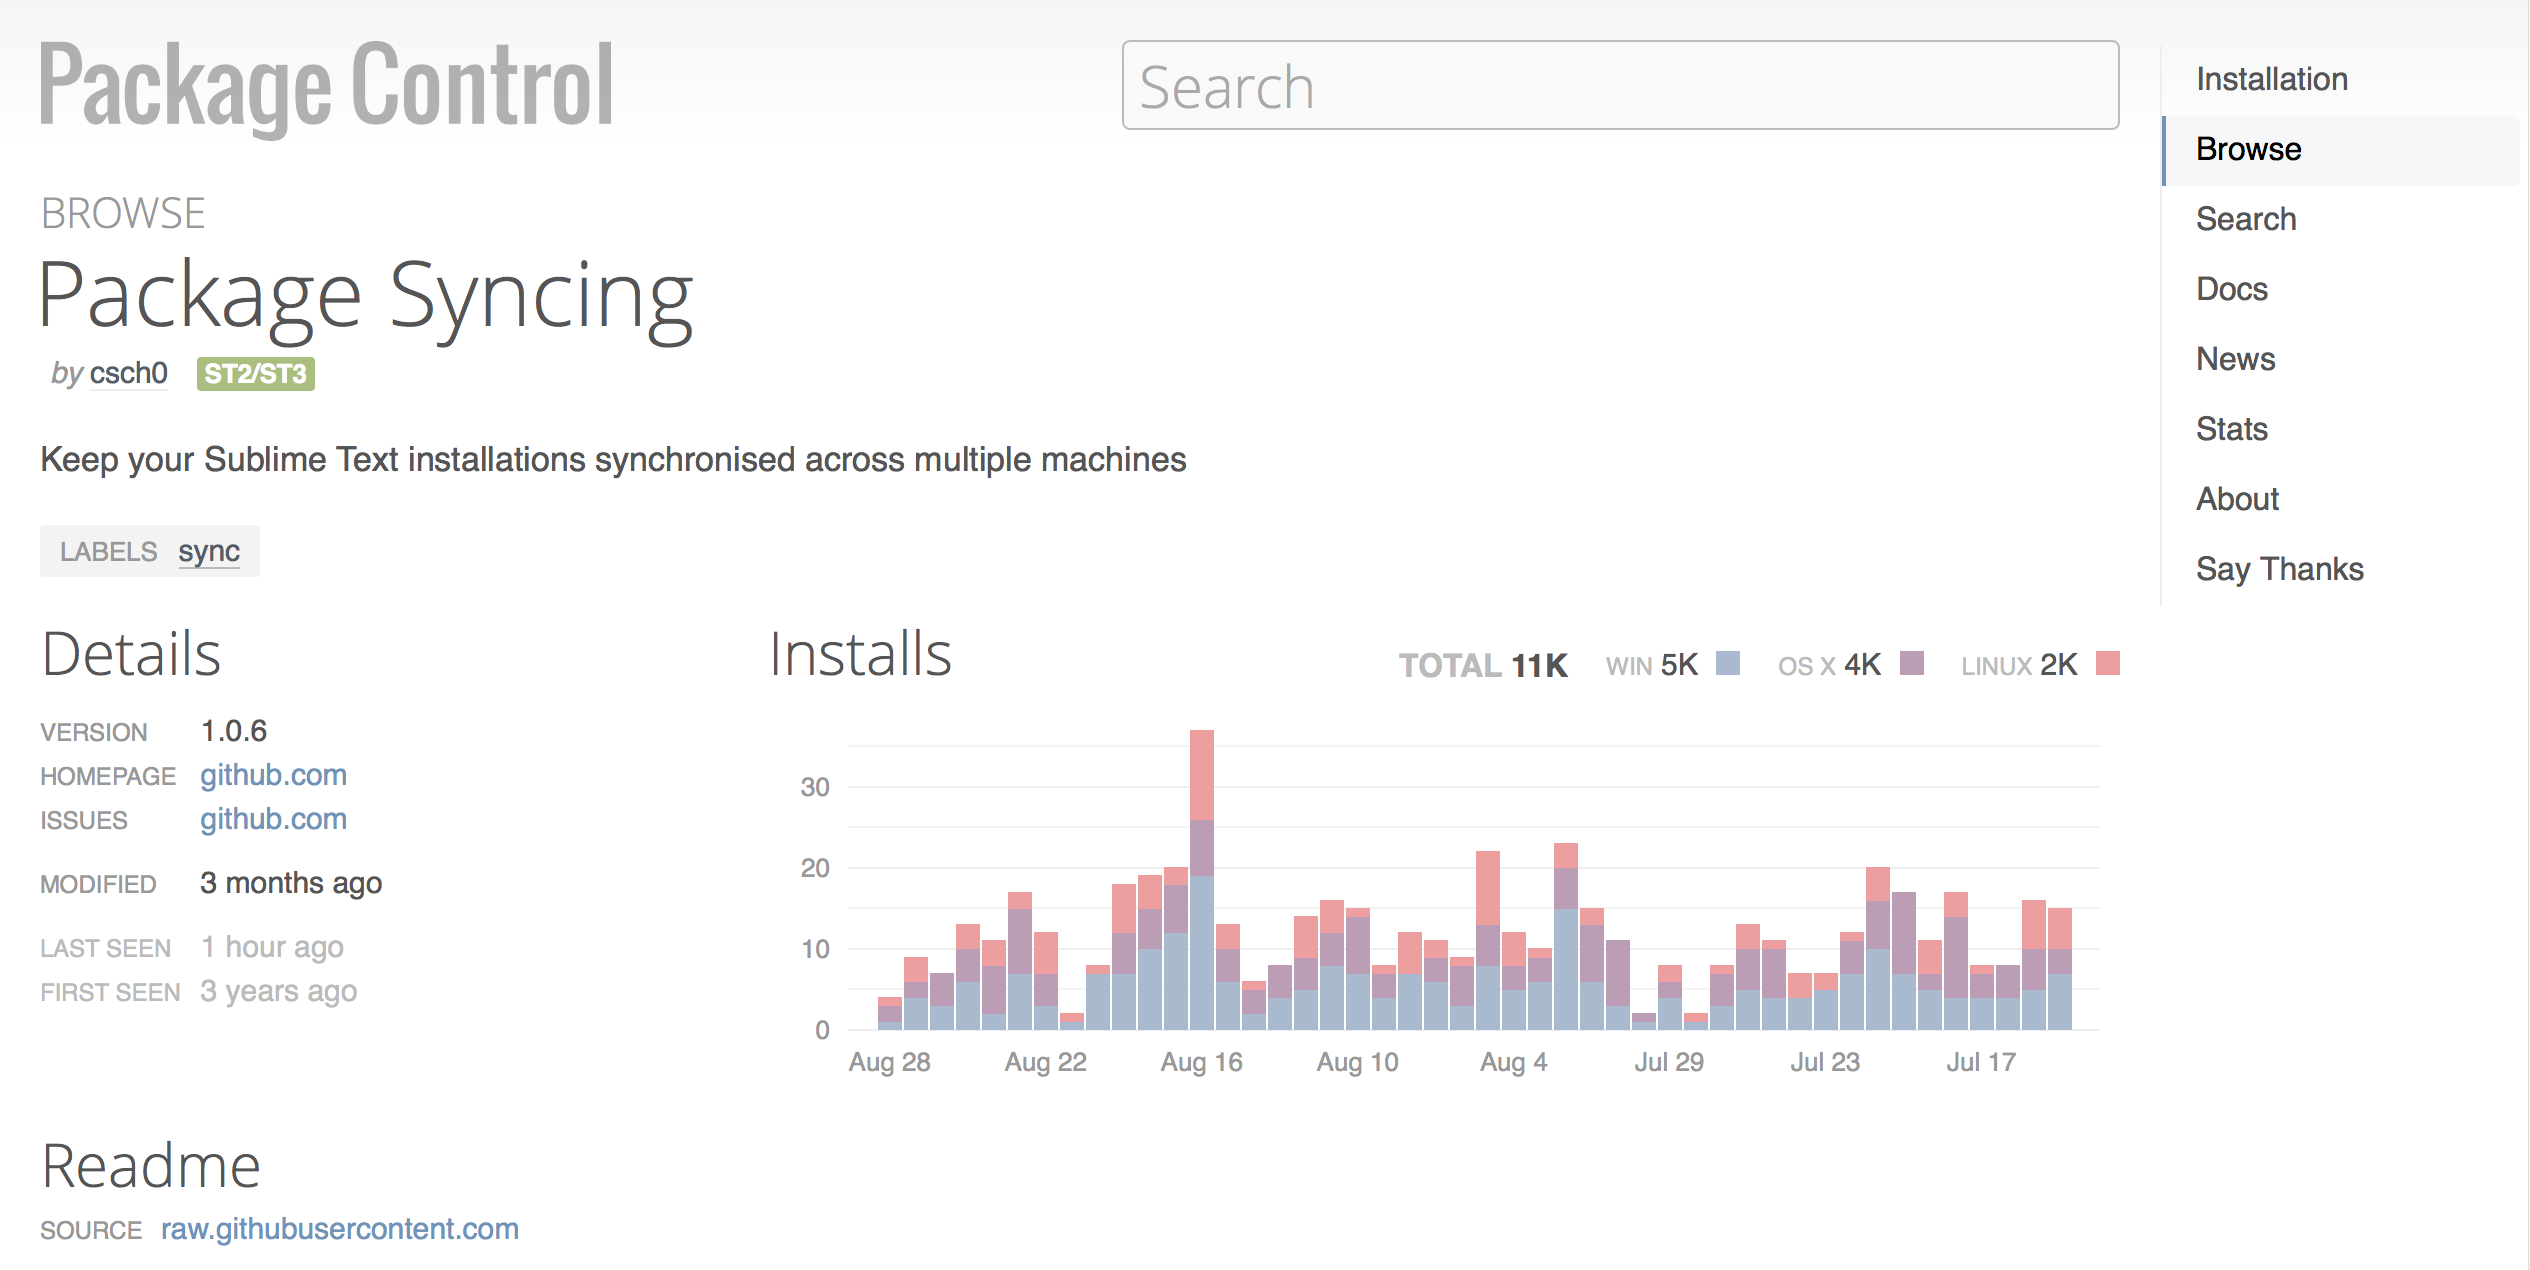 Package Control
Search
Installation
Browse
Search
Docs
News
Stats
About
Say Thanks
BROWSE
Package Syncing
by csch0 ST2/ST3
Keep your Sublime Text installations synchronised across multiple machines
LABELS sync
Details
VERSION 1.0.6
HOMEPAGE github.com
ISSUES github.com
MODIFIED 3 months ago
LAST SEEN 1 hour ago
FIRST SEEN 3 years ago
Installs
TOTAL 11K WIN 5K OS X 4K LINUX 2K
30
20
10
0
Aug 28 Aug 22 Aug 16 Aug 10 Aug 4 Jul 29 Jul 23 Jul 17
Readme
SOURCE raw.githubusercontent.com